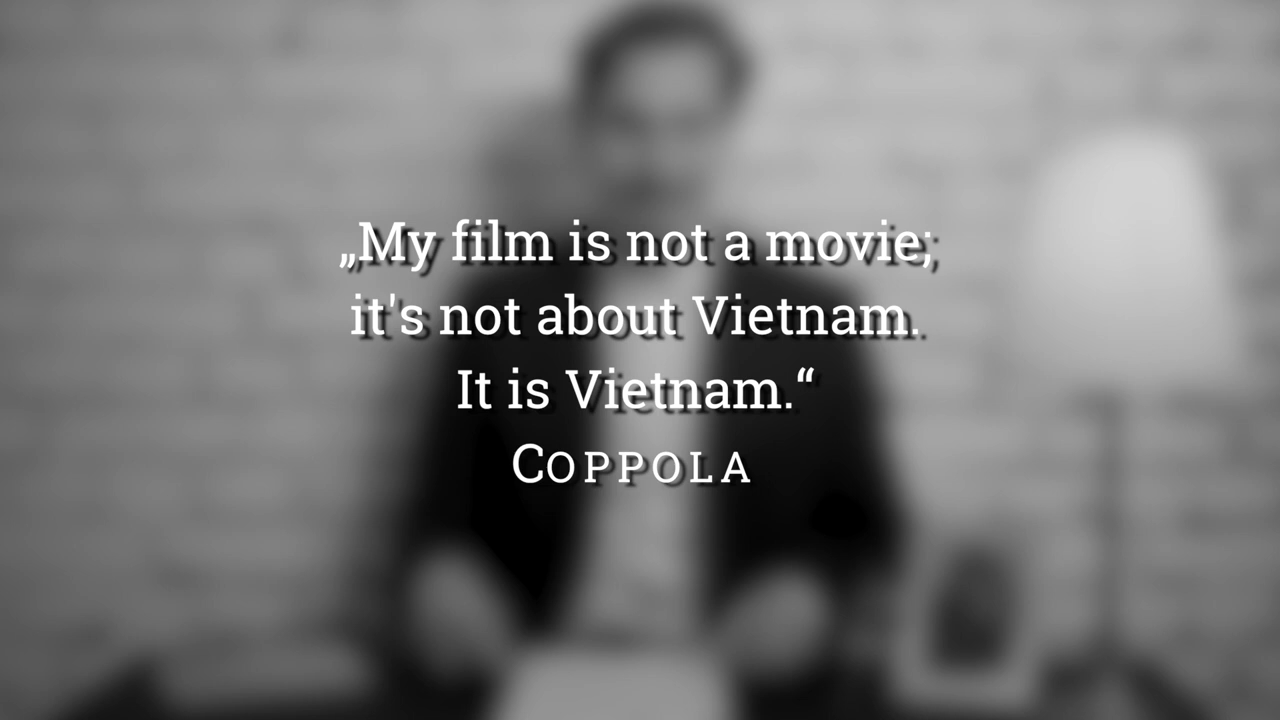 „My film is not a movie;
it's not about Vietnam.
It is Vietnam.“
COPPOLA